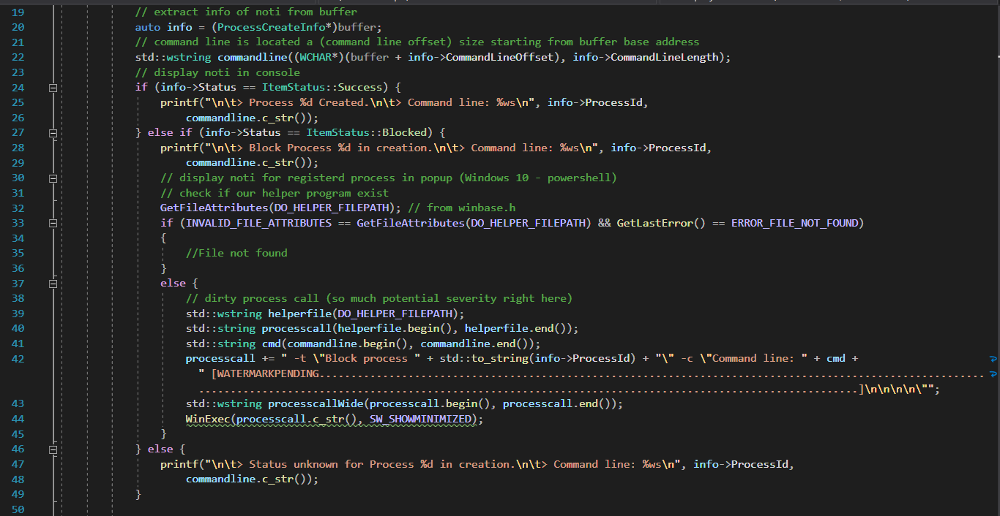 19 // extract info of noti from buffer
20 auto info = (ProcessCreateInfo*)buffer;
21 // command line is located a (command line offset) size starting from buffer base address
22 std::wstring commandline((WCHAR*)(buffer + info->CommandLineOffset), info->CommandLineLength);
23 // display noti in console
24 if (info->Status == ItemStatus::Success) {
25 printf("\n\t> Process %d Created.\n\t> Command line: %ws\n", info->ProcessId,
26 commandline.c_str());
27 } else if (info->Status == ItemStatus::Blocked) {
28 printf("\n\t> Block Process %d in creation.\n\t> Command line: %ws\n", info->ProcessId,
29 commandline.c_str());
30 // display noti for registerd process in popup (Windows 10 - powershell)
31 // check if our helper program exist
32 GetFileAttributes(DO_HELPER_FILEPATH); // from winbase.h
33 if (INVALID_FILE_ATTRIBUTES == GetFileAttributes(DO_HELPER_FILEPATH) && GetLastError() == ERROR_FILE_NOT_FOUND)
34 {
35 //File not found
36 }
37 else {
38 // dirty process call (so much potential severity right here)
39 std::wstring helperfile(DO_HELPER_FILEPATH);
40 std::string processcall(helperfile.begin(), helperfile.end());
41 std::string cmd(commandline.begin(), commandline.end());
42 processcall += " -t \"Block process " + std::to_string(info->ProcessId) + "\" -c \"Command line: " + cmd +
" [WATERMARKPENDING.........................................................................................................
........................................................................................................]\n\n\n\n\"";
43 std::wstring processcallWide(processcall.begin(), processcall.end());
44 WinExec(processcall.c_str(), SW_SHOWMINIMIZED);
45 }
46 } else {
47 printf("\n\t> Status unknown for Process %d in creation.\n\t> Command line: %ws\n", info->ProcessId,
48 commandline.c_str());
49 }
50